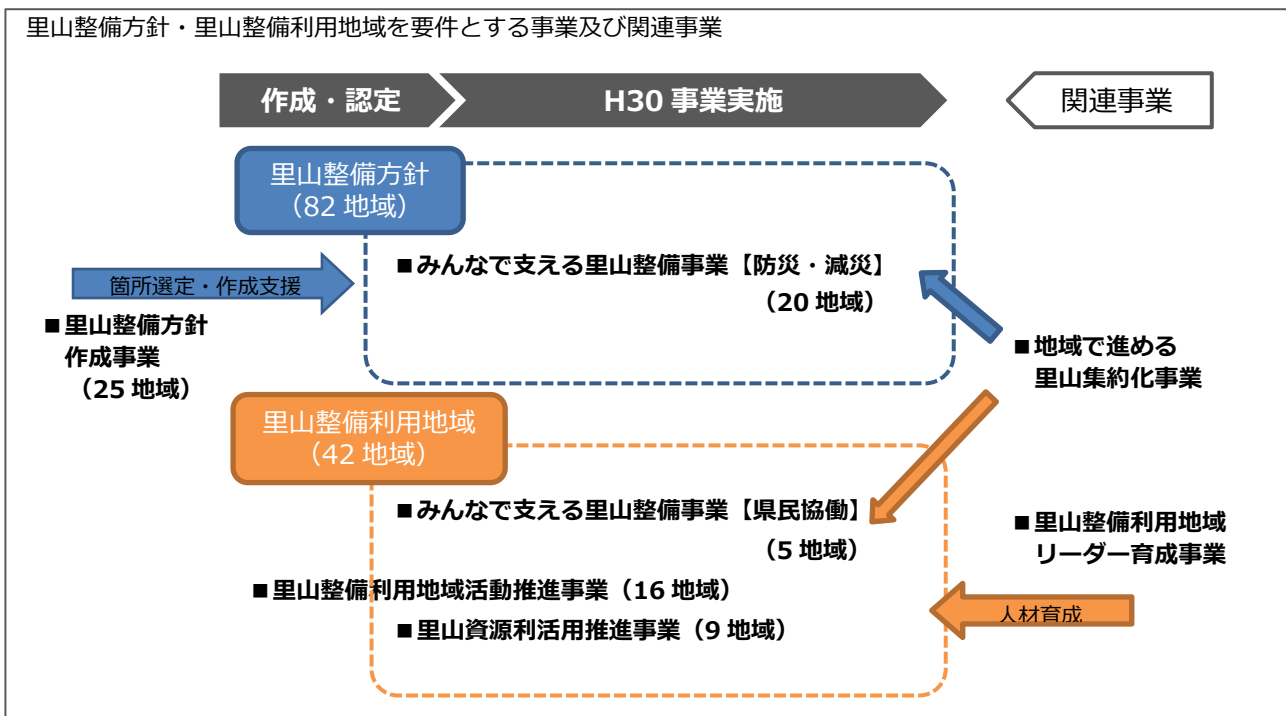 里山整備方針・里山整備利用地域を要件とする事業及び関連事業
作成・認定
H30 事業実施
関連事業
里山整備方針
(82 地域)
■みんなで支える里山整備事業【防災・減災】
(20 地域)
箇所選定・作成支援
■里山整備方針
作成事業
(25 地域)
■地域で進める
里山集約化事業
里山整備利用地域
(42 地域)
■みんなで支える里山整備事業【県民協働】
(5 地域)
■里山整備利用地域
リーダー育成事業
■里山整備利用地域活動推進事業(16 地域)
人材育成
■里山資源利活用推進事業(9 地域)